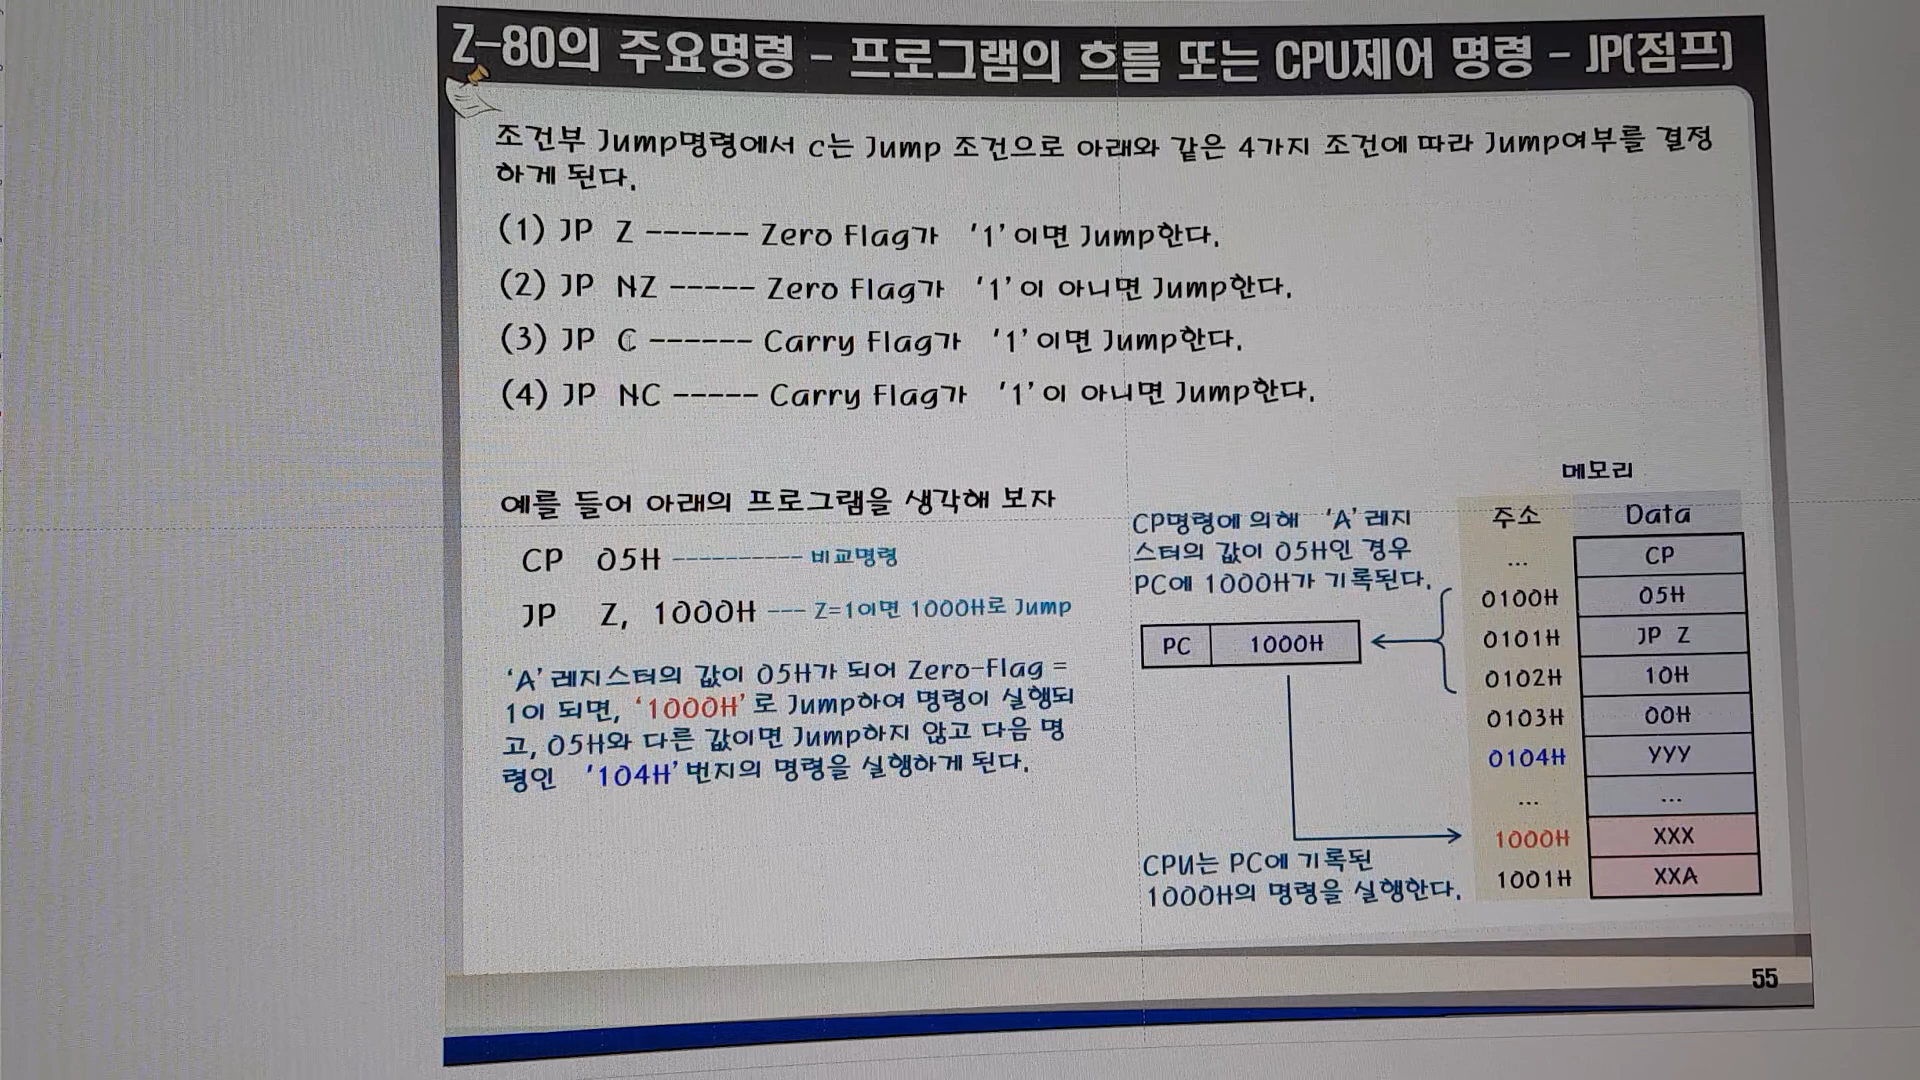 Z-80의 주요명령 - 프로그램의 흐름 또는 CPU제어 명령 - JP(점프)
조건부 Jump명령에서 c는 Jump 조건으로 아래와 같은 4가지 조건에 따라 Jump여부를 결정
하게 된다.
(1) JP Z ------ Zero Flag가 '1'이면 Jump한다.
(2) JP NZ ----- Zero Flag가 '1'이 아니면 Jump한다.
(3) JP C ------ Carry Flag가 '1'이면 Jump한다.
(4) JP NC ----- Carry Flag가 '1'이 아니면 Jump한다.
예를 들어 아래의 프로그램을 생각해 보자
CP 05H ---------- 비교명령
JP Z, 1000H --- Z=1이면 1000H로 Jump
'A'레지스터의 값이 05H가 되어 Zero-Flag =
1이 되면, '1000H'로 Jump하여 명령이 실행되
고, 05H와 다른 값이면 Jump하지 않고 다음 명
령인 '104H'번지의 명령을 실행하게 된다.
CP명령에 의해 'A'레지
스터의 값이 05H인 경우
PC에 1000H가 기록된다.
PC 1000H
CPU는 PC에 기록된
1000H의 명령을 실행한다.
메모리
주소 Data
... CP
0100H 05H
0101H JP Z
0102H 10H
0103H 00H
0104H YYY
... ...
1000H XXX
1001H XXA
55